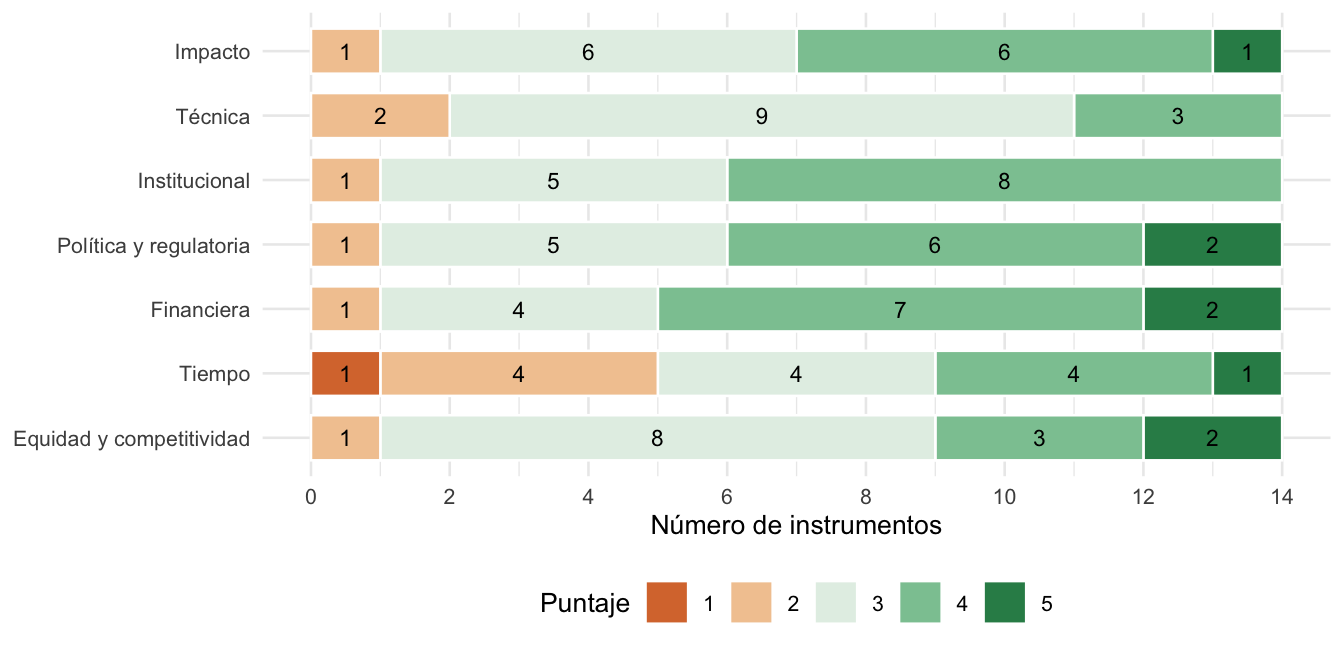 Impacto 1 6 6 1
Técnica 2 9 3
Institucional 1 5 8
Política y regulatoria 1 5 6 2
Financiera 1 4 7 2
Tiempo 1 4 4 4 1
Equidad y competitividad 1 8 3 2
0 2 4 6 8 10 12 14
Número de instrumentos
Puntaje 1 2 3 4 5